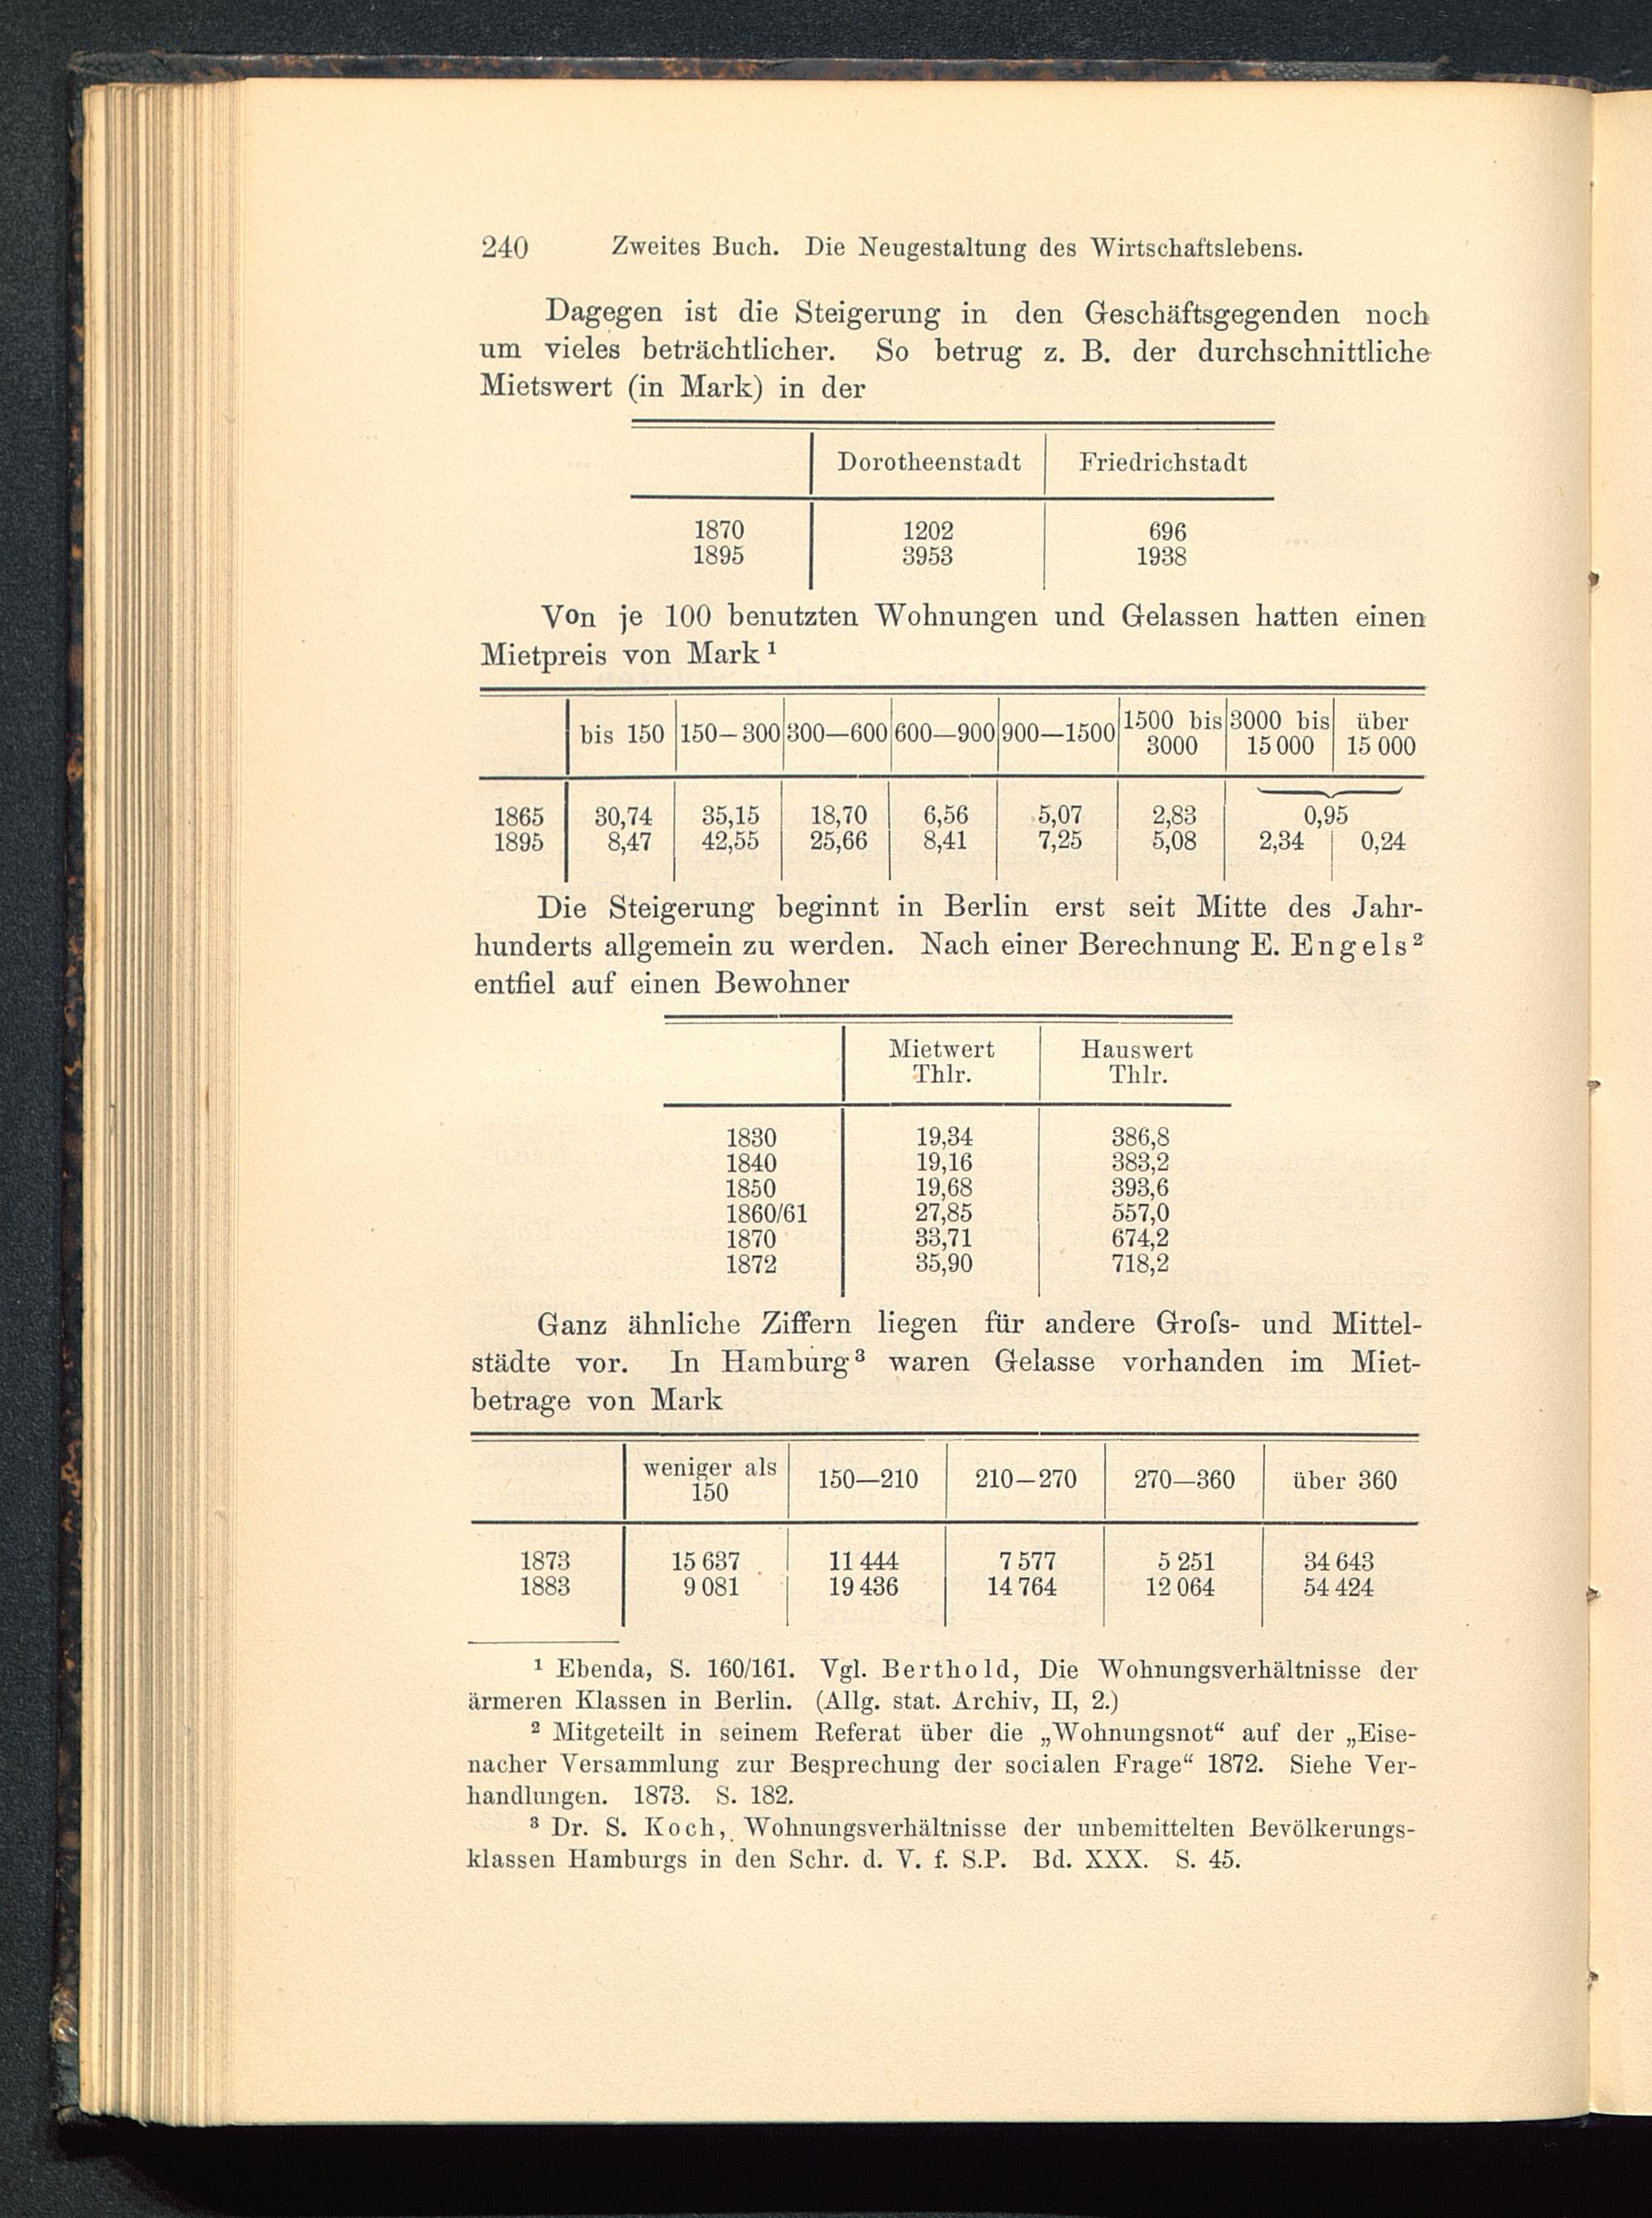 240 Zweites Buch. Die Neugestaltung des Wirtschaftslebens.
Dagegen ist die Steigerung in den Geschäftsgegenden noch
um vieles beträchtlicher. So betrug z. B. der durchschnittliche
Mietswert (in Mark) in der
Dorotheenstadt Friedrichstadt
1870 1202 696
1895 3953 1938
Von je 100 benutzten Wohnungen und Gelassen hatten einen
Mietpreis von Mark ¹
bis 150 150—300 300—600 600—900 900—1500 1500 bis 3000 3000 bis 15 000 über 15 000
1865 30,74 35,15 18,70 6,56 5,07 2,83 0,95
1895 8,47 42,55 25,66 8,41 7,25 5,08 2,34 0,24
Die Steigerung beginnt in Berlin erst seit Mitte des Jahr-
hunderts allgemein zu werden. Nach einer Berechnung E. Engels ²
entfiel auf einen Bewohner
Mietwert Hauswert
Thlr. Thlr.
1830 19,34 386,8
1840 19,16 383,2
1850 19,68 393,6
1860/61 27,85 557,0
1870 33,71 674,2
1872 35,90 718,2
Ganz ähnliche Ziffern liegen für andere Groſs- und Mittel-
städte vor. In Hamburg ³ waren Gelasse vorhanden im Miet-
betrage von Mark
weniger als 150 150—210 210—270 270—360 über 360
1873 15 637 11 444 7 577 5 251 34 643
1883 9 081 19 436 14 764 12 064 54 424
¹ Ebenda, S. 160/161. Vgl. Berthold, Die Wohnungsverhältnisse der
ärmeren Klassen in Berlin. (Allg. stat. Archiv, II, 2.)
² Mitgeteilt in seinem Referat über die „Wohnungsnot“ auf der „Eise-
nacher Versammlung zur Besprechung der socialen Frage“ 1872. Siehe Ver-
handlungen. 1873. S. 182.
³ Dr. S. Koch, Wohnungsverhältnisse der unbemittelten Bevölkerungs-
klassen Hamburgs in den Schr. d. V. f. S.P. Bd. XXX. S. 45.